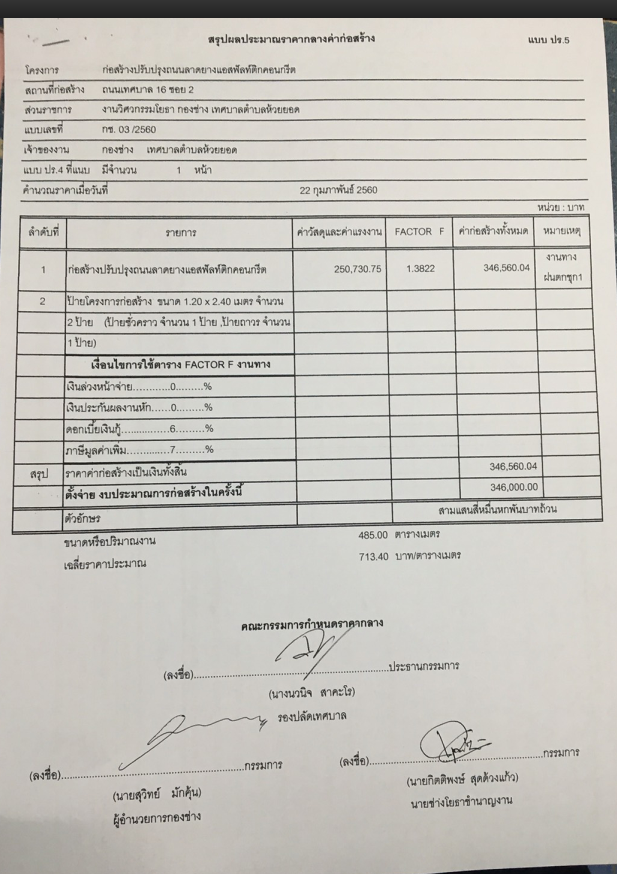 สรุปผลประมาณราคากลางค่าก่อสร้าง แบบ ปร.5
โครงการ ก่อสร้างปรับปรุงถนนลาดยางแอสฟัลท์ติกคอนกรีต
สถานที่ก่อสร้าง ถนนเทศบาล 16 ซอย 2
ส่วนราชการ งานวิศวกรรมโยธา กองช่าง เทศบาลตำบลห้วยยอด
แบบเลขที่ กช. 03 /2560
เจ้าของงาน กองช่าง เทศบาลตำบลห้วยยอด
แบบ ปร.4 ที่แนบ มีจำนวน 1 หน้า
คำนวณราคาเมื่อวันที่ 22 กุมภาพันธ์ 2560
หน่วย : บาท
ลำดับที่ รายการ ค่าวัสดุและค่าแรงงาน FACTOR F ค่าก่อสร้างทั้งหมด หมายเหตุ
1 ก่อสร้างปรับปรุงถนนลาดยางแอสฟัลท์ติกคอนกรีต 250,730.75 1.3822 346,560.04 งานทาง
ฝนตกชุก1
2 ป้ายโครงการก่อสร้าง ขนาด 1.20 x 2.40 เมตร จำนวน
2 ป้าย (ป้ายชั่วคราว จำนวน 1 ป้าย ,ป้ายถาวร จำนวน
1 ป้าย)
เงื่อนไขการใช้ตาราง FACTOR F งานทาง
เงินล่วงหน้าจ่าย............0.........%
เงินประกันผลงานหัก......0.........%
ดอกเบี้ยเงินกู้...............6.........%
ภาษีมูลค่าเพิ่ม..............7.........%
สรุป ราคาค่าก่อสร้างเป็นเงินทั้งสิ้น 346,560.04
ตั้งจ่าย งบประมาณการก่อสร้างในครั้งนี้ 346,000.00
ตัวอักษร สามแสนสี่หมื่นหกพันบาทถ้วน
ขนาดหรือปริมาณงาน 485.00 ตารางเมตร
เฉลี่ยราคาประมาณ 713.40 บาท/ตารางเมตร
คณะกรรมการกำหนดราคากลาง
(ลงชื่อ)..................................................ประธานกรรมการ
(นางนวนิจ สาคะโร)
รองปลัดเทศบาล
(ลงชื่อ)..............................................กรรมการ (ลงชื่อ)............................................กรรมการ
(นายสุวิทย์ มักคุ้น) (นายกิตติพงษ์ สุดด้วงแก้ว)
ผู้อำนวยการกองช่าง นายช่างโยธาชำนาญงาน